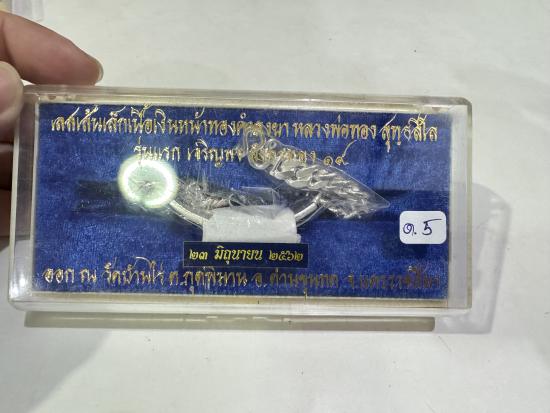 เลสเส้นเล็กเนื้อเงินหน้าทองคำลงยา หลวงพ่อทอง สุทธสีโล
รุ่นแรก เจริญพร ๑๙
ด.5
๒๓ มิถุนายน ๒๕๖๒
ออก ณ วัดบ้านไร่ ต.กุดพิมาน อ.ด่านขุนทด จ.นครราชสีมา